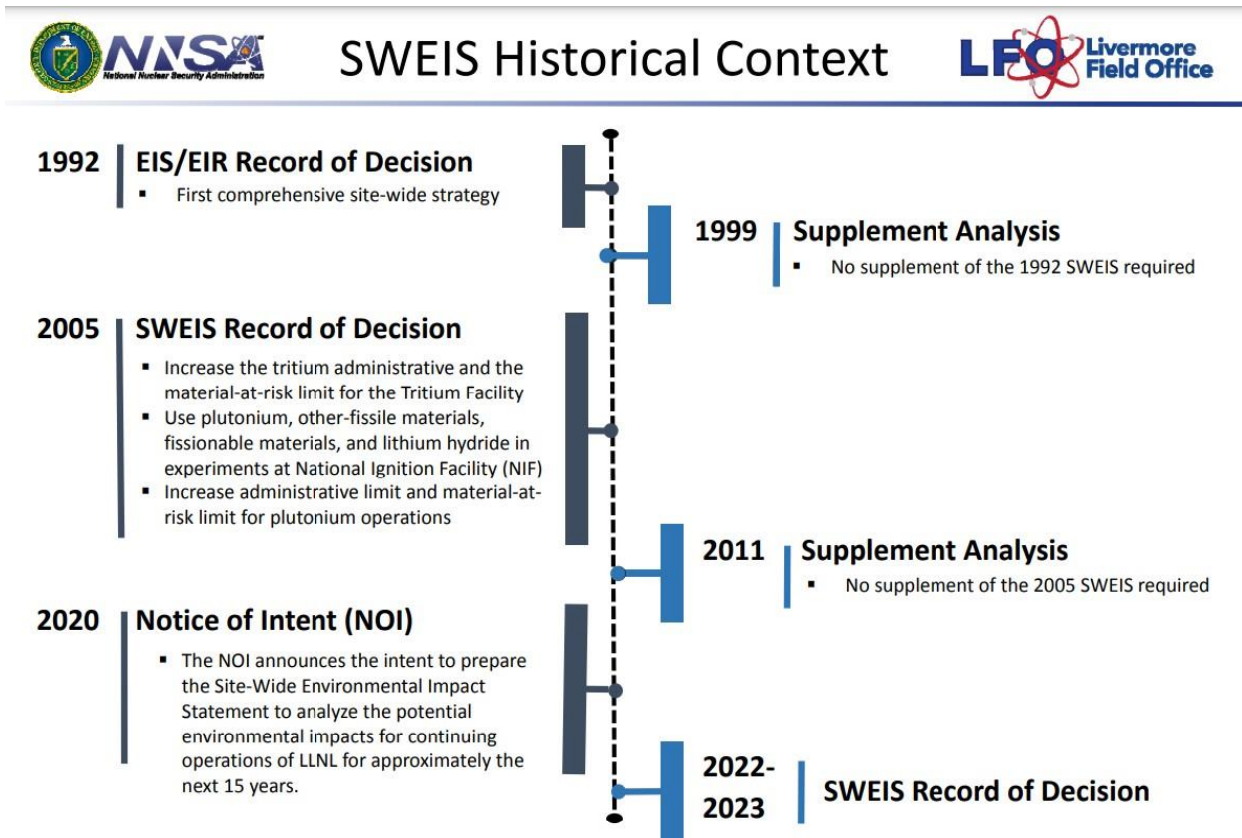 NNSA
National Nuclear Security Administration
SWEIS Historical Context
LFO
Livermore
Field Office
1992
EIS/EIR Record of Decision
▪ First comprehensive site-wide strategy
1999
Supplement Analysis
▪ No supplement of the 1992 SWEIS required
2005
SWEIS Record of Decision
▪ Increase the tritium administrative and the
material-at-risk limit for the Tritium Facility
▪ Use plutonium, other-fissile materials,
fissionable materials, and lithium hydride in
experiments at National Ignition Facility (NIF)
▪ Increase administrative limit and material-at-
risk limit for plutonium operations
2011
Supplement Analysis
▪ No supplement of the 2005 SWEIS required
2020
Notice of Intent (NOI)
▪ The NOI announces the intent to prepare
the Site-Wide Environmental Impact
Statement to analyze the potential
environmental impacts for continuing
operations of LLNL for approximately the
next 15 years.
2022-
2023
SWEIS Record of Decision